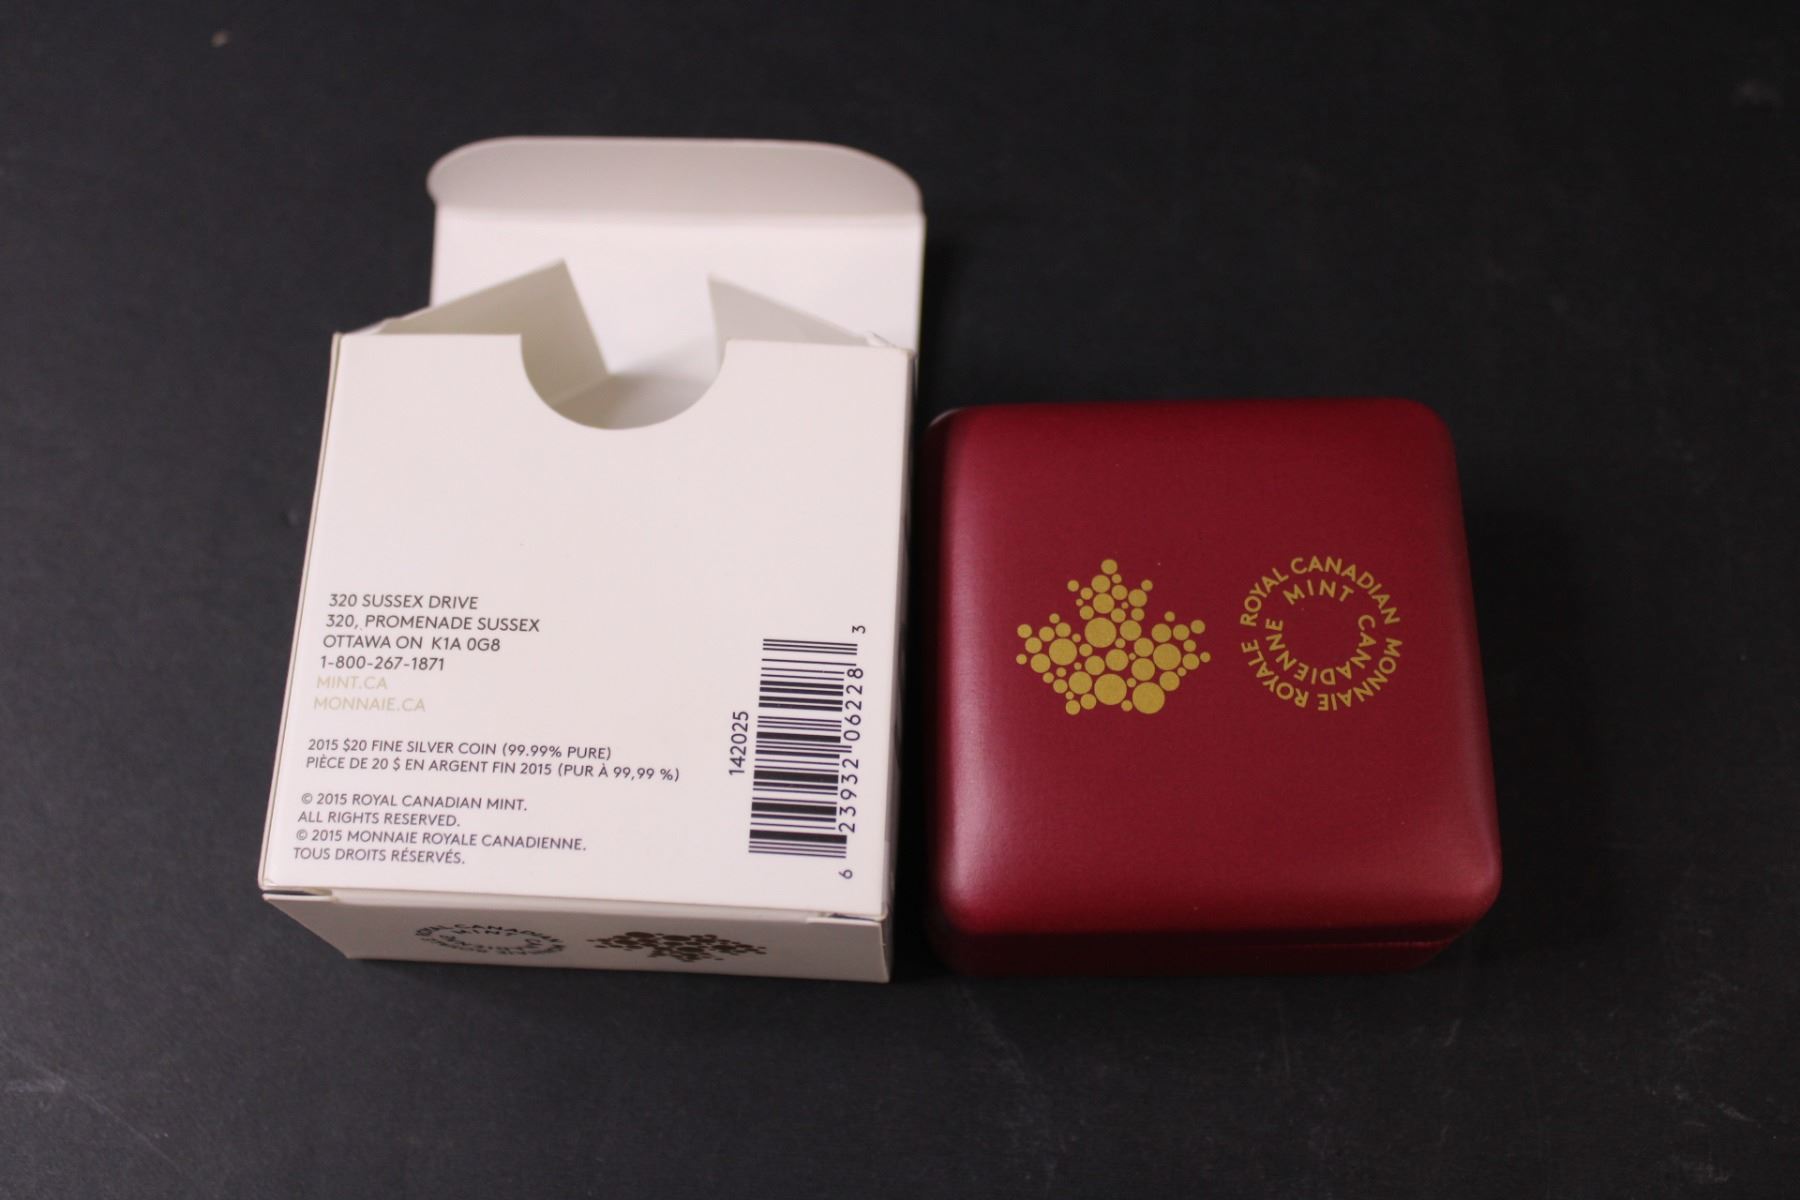 320 SUSSEX DRIVE
320, PROMENADE SUSSEX
OTTAWA ON K1A 0G8
1-800-267-1871
MINT.CA
MONNAIE.CA
2015 $20 FINE SILVER COIN (99.99% PURE)
PIÈCE DE 20 $ EN ARGENT FIN 2015 (PUR À 99,99 %)
© 2015 ROYAL CANADIAN MINT.
ALL RIGHTS RESERVED.
© 2015 MONNAIE ROYALE CANADIENNE.
TOUS DROITS RÉSERVÉS.
142025
6 23932 06228 3
ROYAL CANADIAN
MINT
MONNAIE ROYALE
CANADIENNE
ROYAL CANADIAN
MINT